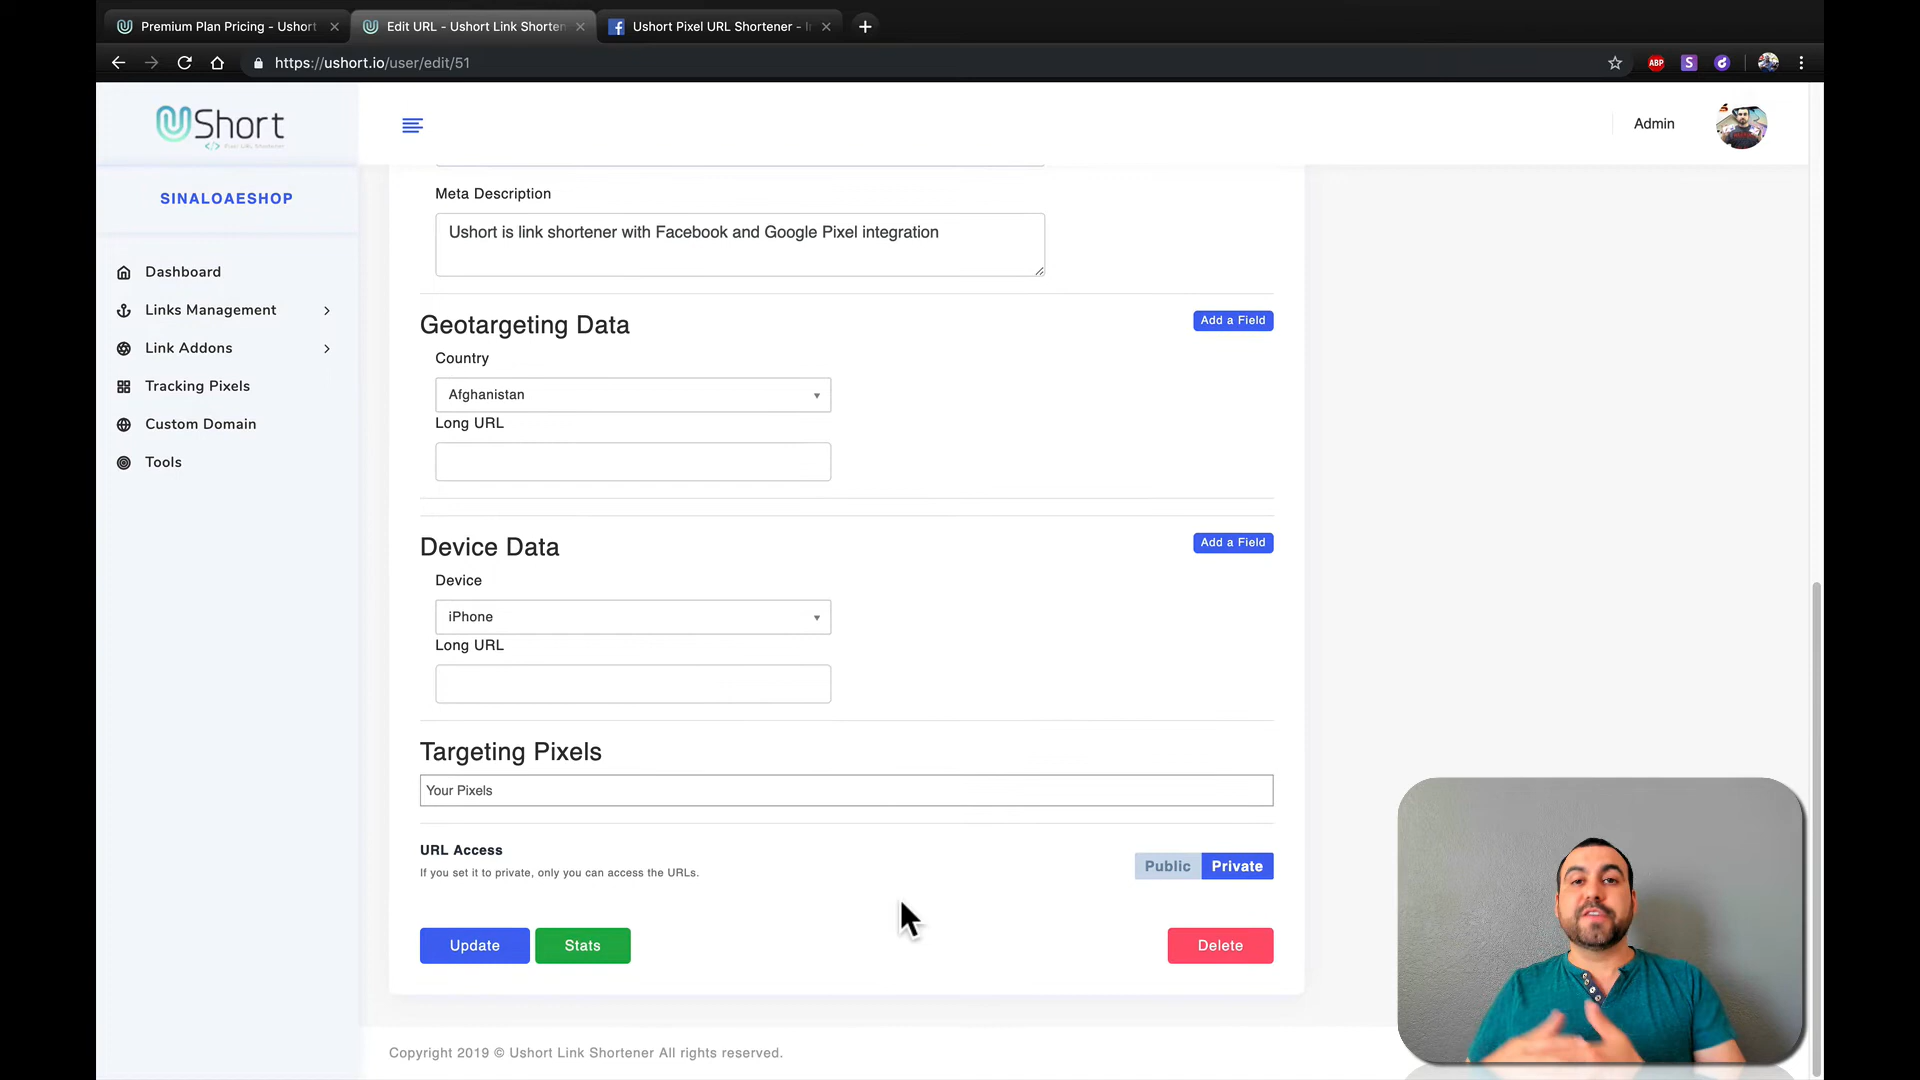 Premium Plan Pricing - Ushort
Edit URL - Ushort Link Shorten
Ushort Pixel URL Shortener - I
https://ushort.io/user/edit/51
ABP
S
UShort
Admin
SINALOAESHOP
Dashboard
Links Management
Link Addons
Tracking Pixels
Custom Domain
Tools
Meta Description
Ushort is link shortener with Facebook and Google Pixel integration
Geotargeting Data
Add a Field
Country
Afghanistan
Long URL
Device Data
Add a Field
Device
iPhone
Long URL
Targeting Pixels
Your Pixels
URL Access
If you set it to private, only you can access the URLs.
Public Private
Update Stats Delete
Copyright 2019 © Ushort Link Shortener All rights reserved.